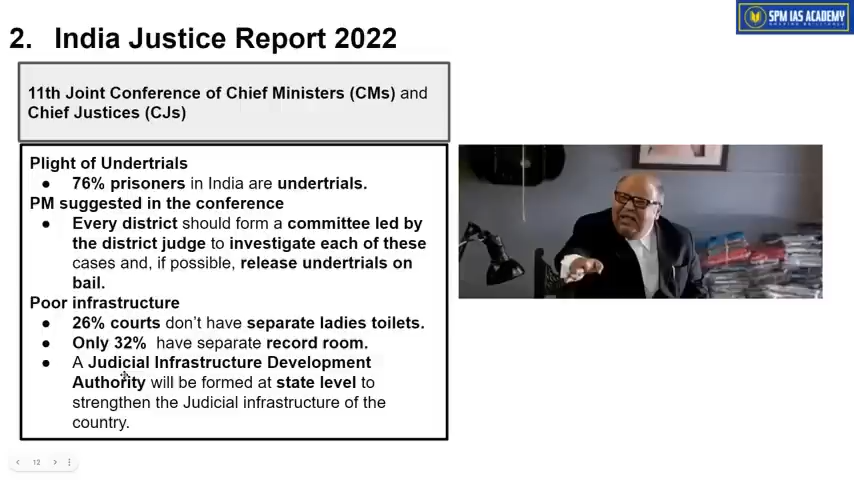 SPM IAS ACADEMY
2. India Justice Report 2022
11th Joint Conference of Chief Ministers (CMs) and
Chief Justices (CJs)
Plight of Undertrials
● 76% prisoners in India are undertrials.
PM suggested in the conference
● Every district should form a committee led by
the district judge to investigate each of these
cases and, if possible, release undertrials on
bail.
Poor infrastructure
● 26% courts don’t have separate ladies toilets.
● Only 32% have separate record room.
● A Judicial Infrastructure Development
Authority will be formed at state level to
strengthen the Judicial infrastructure of the
country.
12